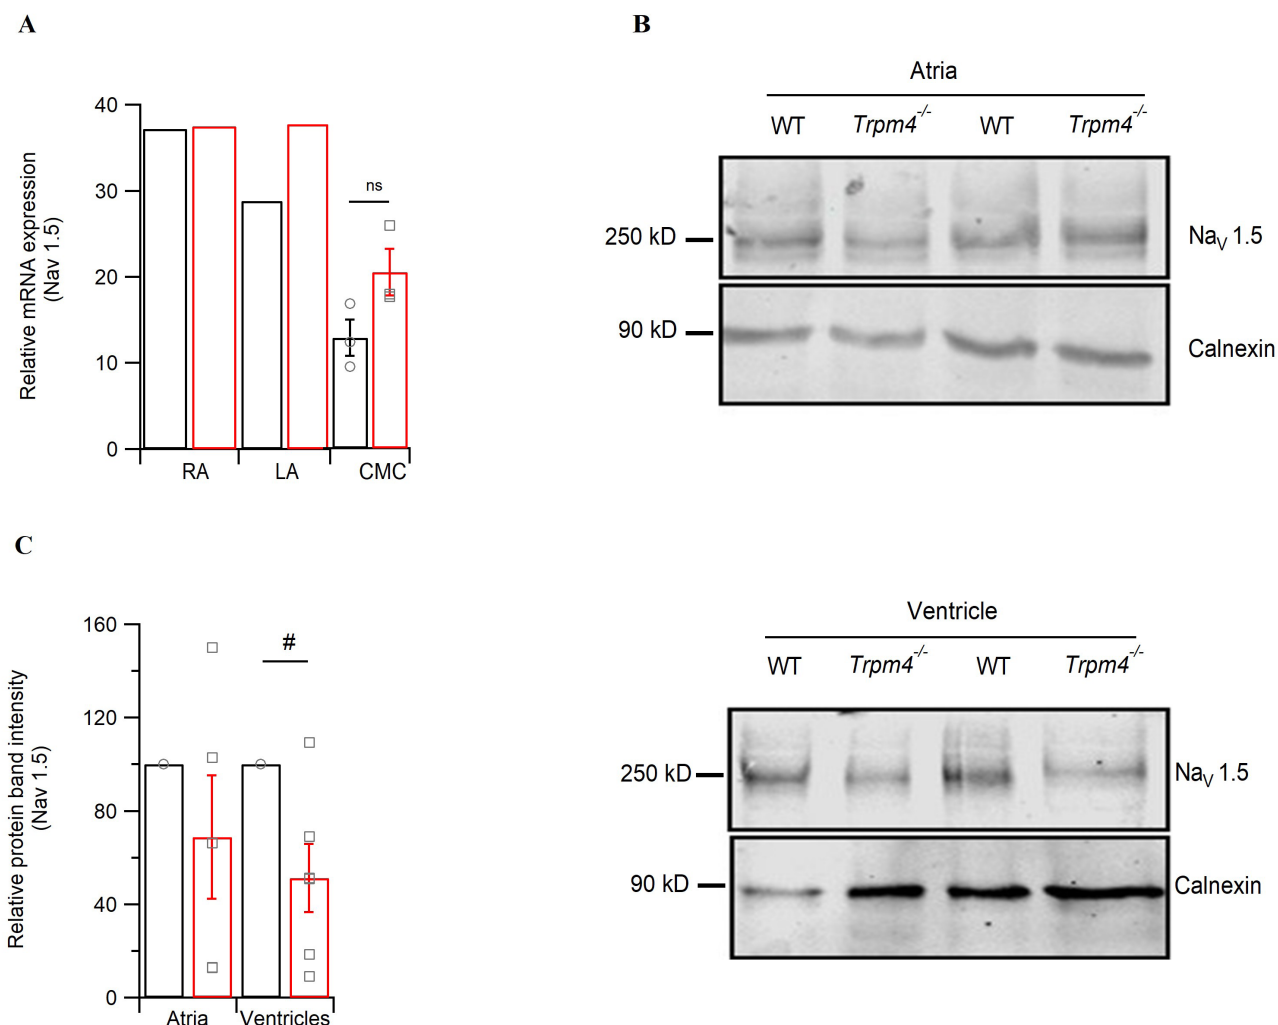 A
40
30
20
10
0
Relative mRNA expression
(Nav 1.5)
ns
RA
LA
CMC
B
Atria
WT
Trpm4-/-
WT
Trpm4-/-
250 kD
NaV 1.5
90 kD
Calnexin
C
160
120
80
40
0
Relative protein band intensity
(Nav 1.5)
#
Atria
Ventricles
Ventricle
WT
Trpm4-/-
WT
Trpm4-/-
250 kD
NaV 1.5
90 kD
Calnexin